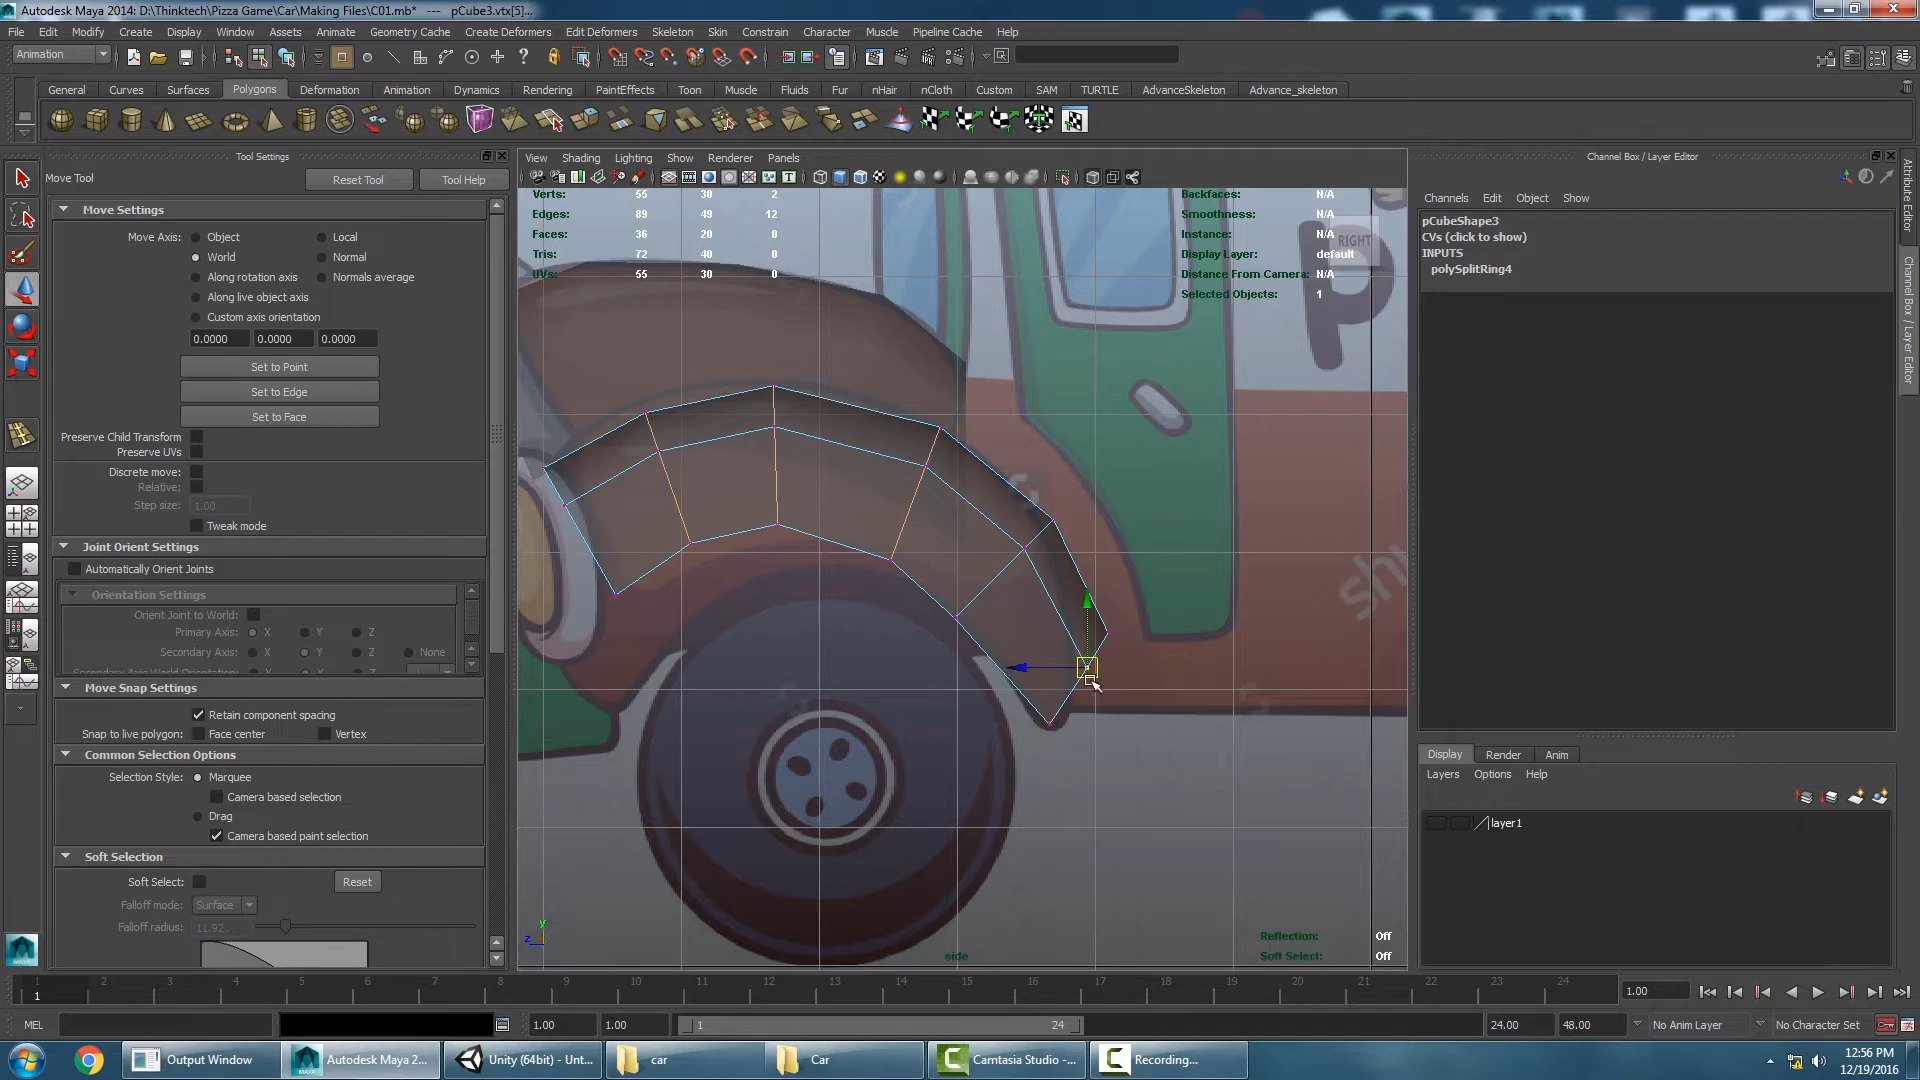 Autodesk Maya 2014: D:\Thinktech\Pizza Game\Car\Making Files\C01.mb* --- pCube3.vtx[5]...
File Edit Modify Create Display Window Assets Animate Geometry Cache Create Deformers Edit Deformers Skeleton Skin Constrain Character Muscle Pipeline Cache Help
Animation
General Curves Surfaces Polygons Deformation Animation Dynamics Rendering PaintEffects Toon Muscle Fluids Fur nHair nCloth Custom SAM TURTLE AdvanceSkeleton Advance_skeleton
Tool Settings
Move Tool Reset Tool Tool Help
Move Settings
Move Axis: Object Local
World Normal
Along rotation axis Normals average
Along live object axis
Custom axis orientation
0.0000 0.0000 0.0000
Set to Point
Set to Edge
Set to Face
Preserve Child Transform
Preserve UVs
Discrete move:
Relative:
Step size: 1.00
Tweak mode
Joint Orient Settings
Automatically Orient Joints
Orientation Settings
Orient Joint to World:
Primary Axis: X Y Z
Secondary Axis: X Y Z None
Secondary Axis World Orientation:
Move Snap Settings
Retain component spacing
Snap to live polygon: Face center Vertex
Common Selection Options
Selection Style: Marquee
Camera based selection
Drag
Camera based paint selection
Soft Selection
Soft Select: Reset
Falloff mode: Surface
Falloff radius: 11.92
View Shading Lighting Show Renderer Panels
Verts: 55 30 2
Edges: 89 49 12
Faces: 36 20 0
Tris: 72 40 0
UVs: 55 30 0
Backfaces: N/A
Smoothness: N/A
Instance: N/A
Display Layer: default
Distance From Camera: N/A
Selected Objects: 1
RIGHT
P
shu
y
z
side
Reflection: Off
Soft Select: Off
Channel Box / Layer Editor
Channels Edit Object Show
pCubeShape3
CVs (click to show)
INPUTS
polySplitRing4
Attribute Editor
Channel Box / Layer Editor
Display Render Anim
Layers Options Help
layer1
1 2 3 4 5 6 7 8 9 10 11 12 13 14 15 16 17 18 19 20 21 22 23 24
1
1.00
MEL
1.00 1.00 1 24 24.00 48.00 No Anim Layer No Character Set
Output Window Autodesk Maya 2... Unity (64bit) - Unt... car Car Camtasia Studio -... Recording...
12:56 PM
12/19/2016